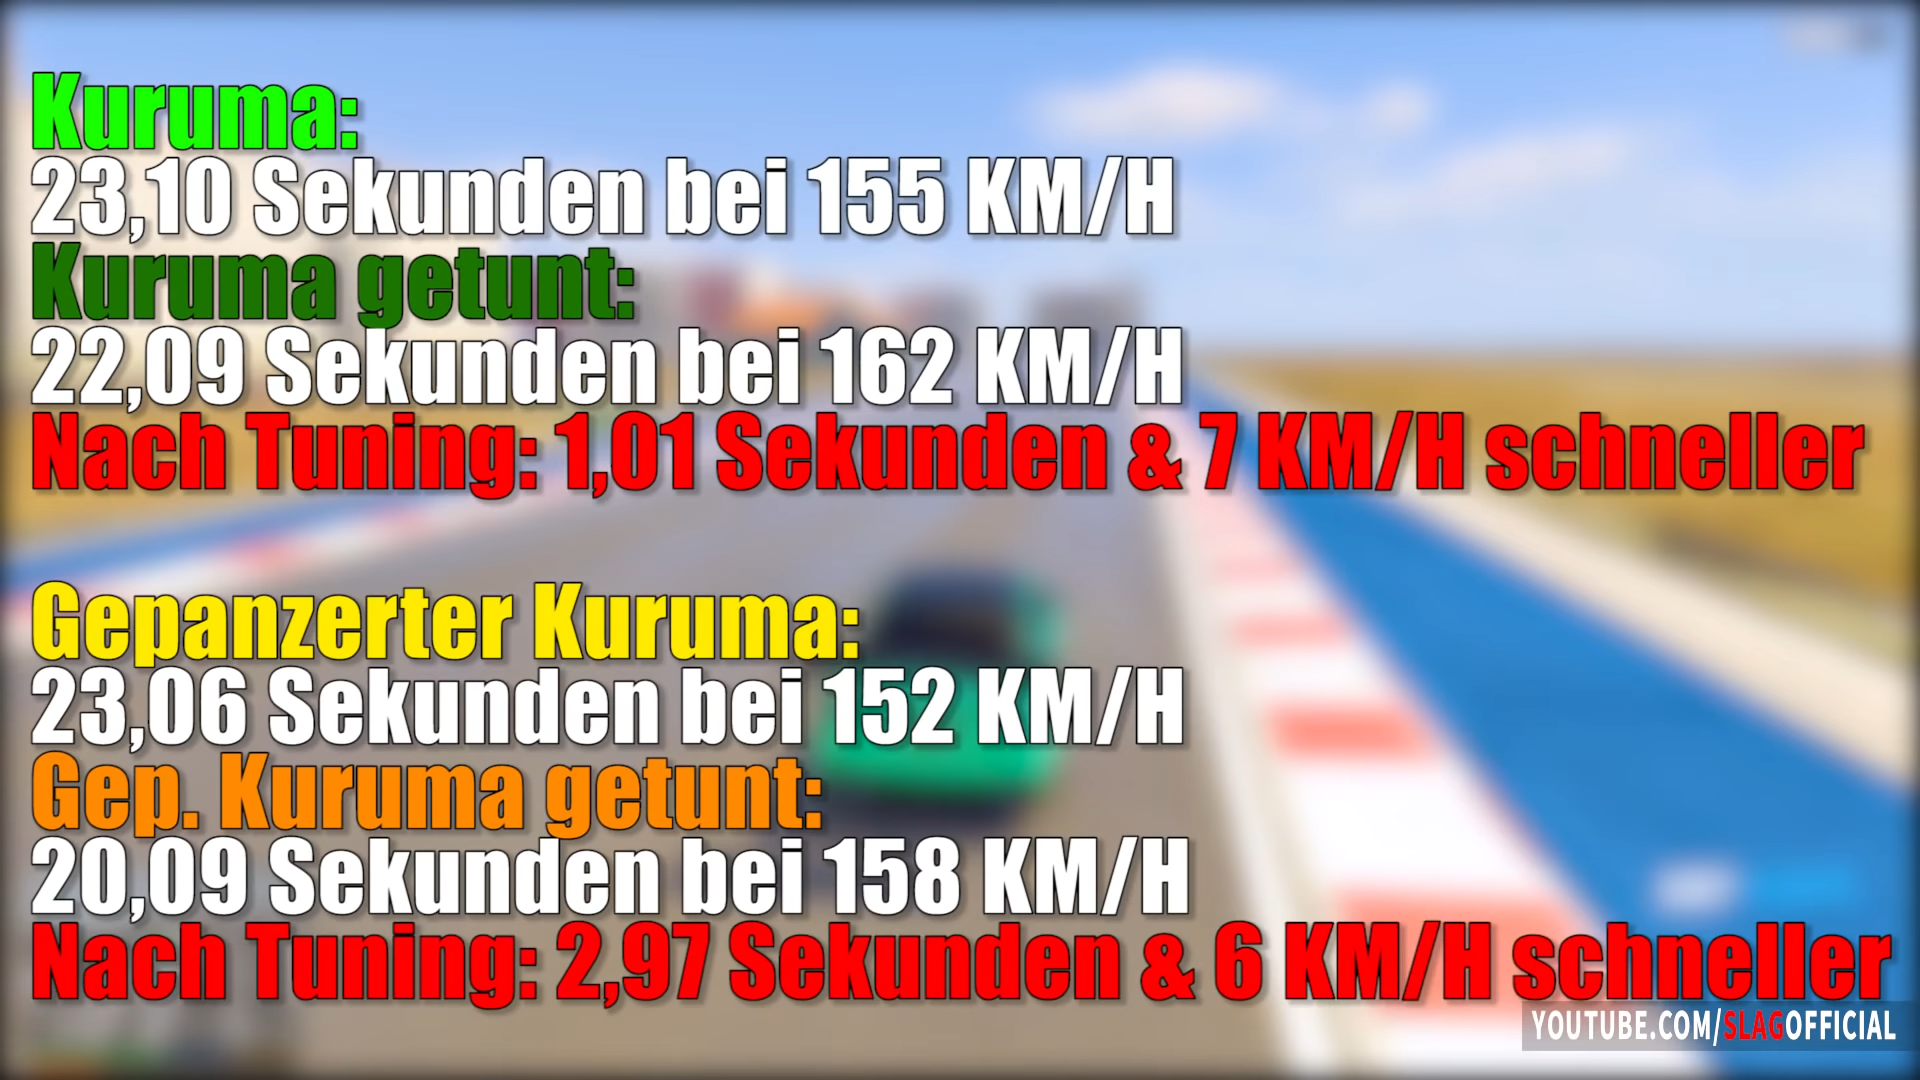 Kuruma:
23,10 Sekunden bei 155 KM/H
Kuruma getunt:
22,09 Sekunden bei 162 KM/H
Nach Tuning: 1,01 Sekunden & 7 KM/H schneller
Gepanzerter Kuruma:
23,06 Sekunden bei 152 KM/H
Gep. Kuruma getunt:
20,09 Sekunden bei 158 KM/H
Nach Tuning: 2,97 Sekunden & 6 KM/H schneller
YOUTUBE.COM/SLAGOFFICIAL